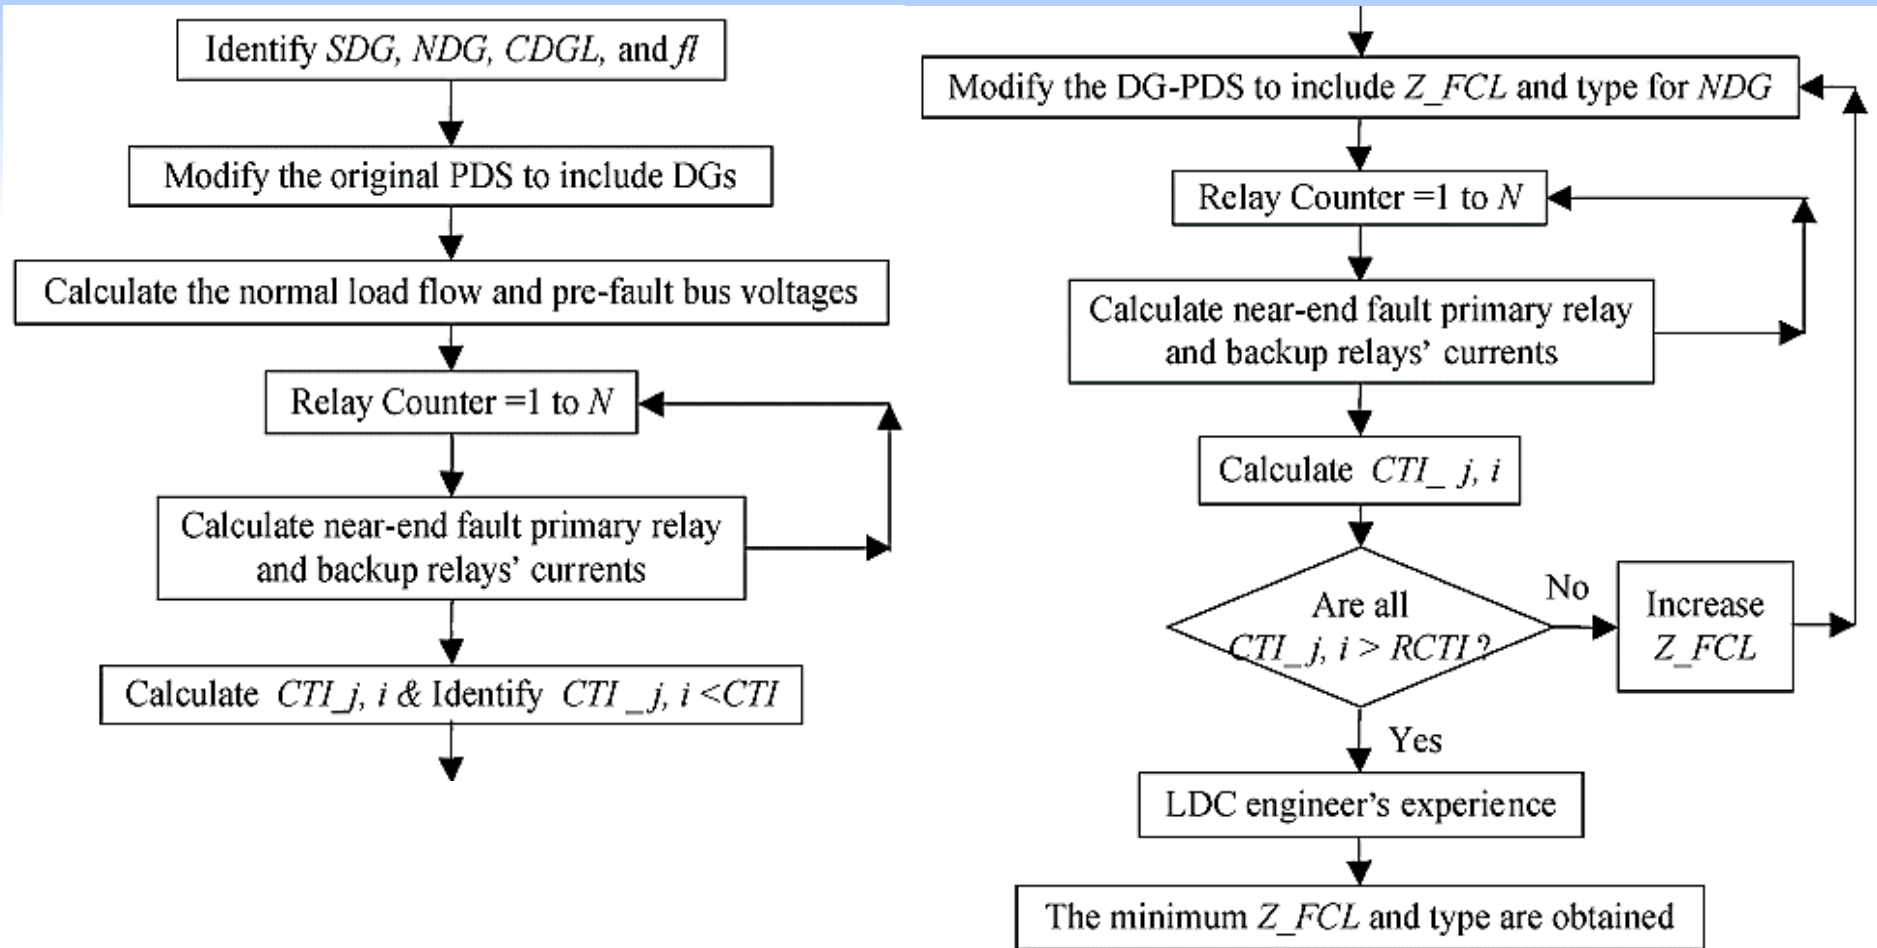 Identify SDG, NDG, CDGL, and fl
Modify the original PDS to include DGs
Calculate the normal load flow and pre-fault bus voltages
Relay Counter =1 to N
Calculate near-end fault primary relay
and backup relays' currents
Calculate CTI_j, i & Identify CTI _ j, i <CTI
Modify the DG-PDS to include Z_FCL and type for NDG
Relay Counter =1 to N
Calculate near-end fault primary relay
and backup relays' currents
Calculate CTI_ j, i
Are all
CTI_ j, i > RCTI ?
No
Increase
Z_FCL
Yes
LDC engineer's experience
The minimum Z_FCL and type are obtained